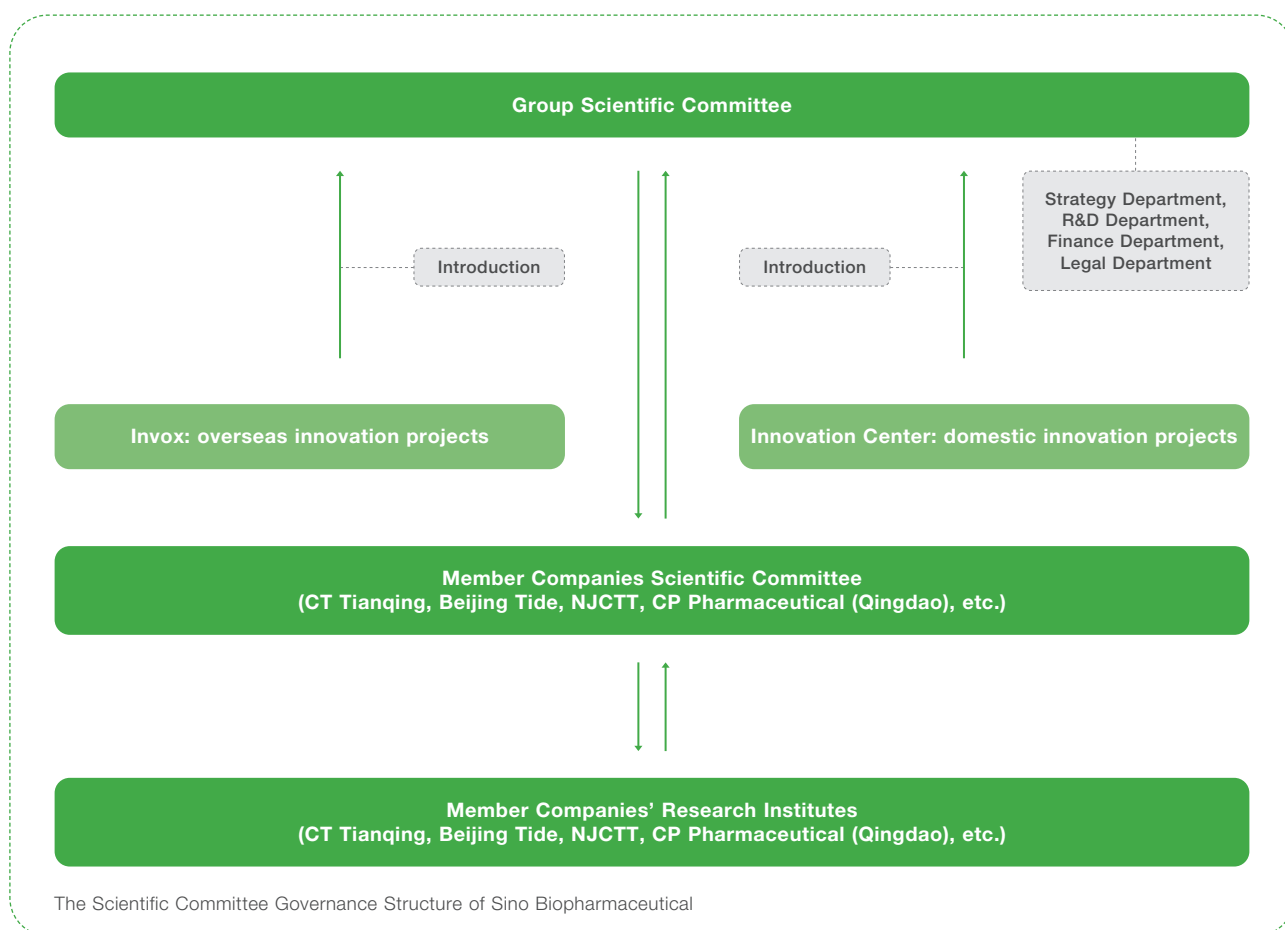 Group Scientific Committee
Strategy Department,
R&D Department,
Finance Department,
Legal Department
Introduction
Introduction
Invox: overseas innovation projects
Innovation Center: domestic innovation projects
Member Companies Scientific Committee
(CT Tianqing, Beijing Tide, NJCTT, CP Pharmaceutical (Qingdao), etc.)
Member Companies’ Research Institutes
(CT Tianqing, Beijing Tide, NJCTT, CP Pharmaceutical (Qingdao), etc.)
The Scientific Committee Governance Structure of Sino Biopharmaceutical